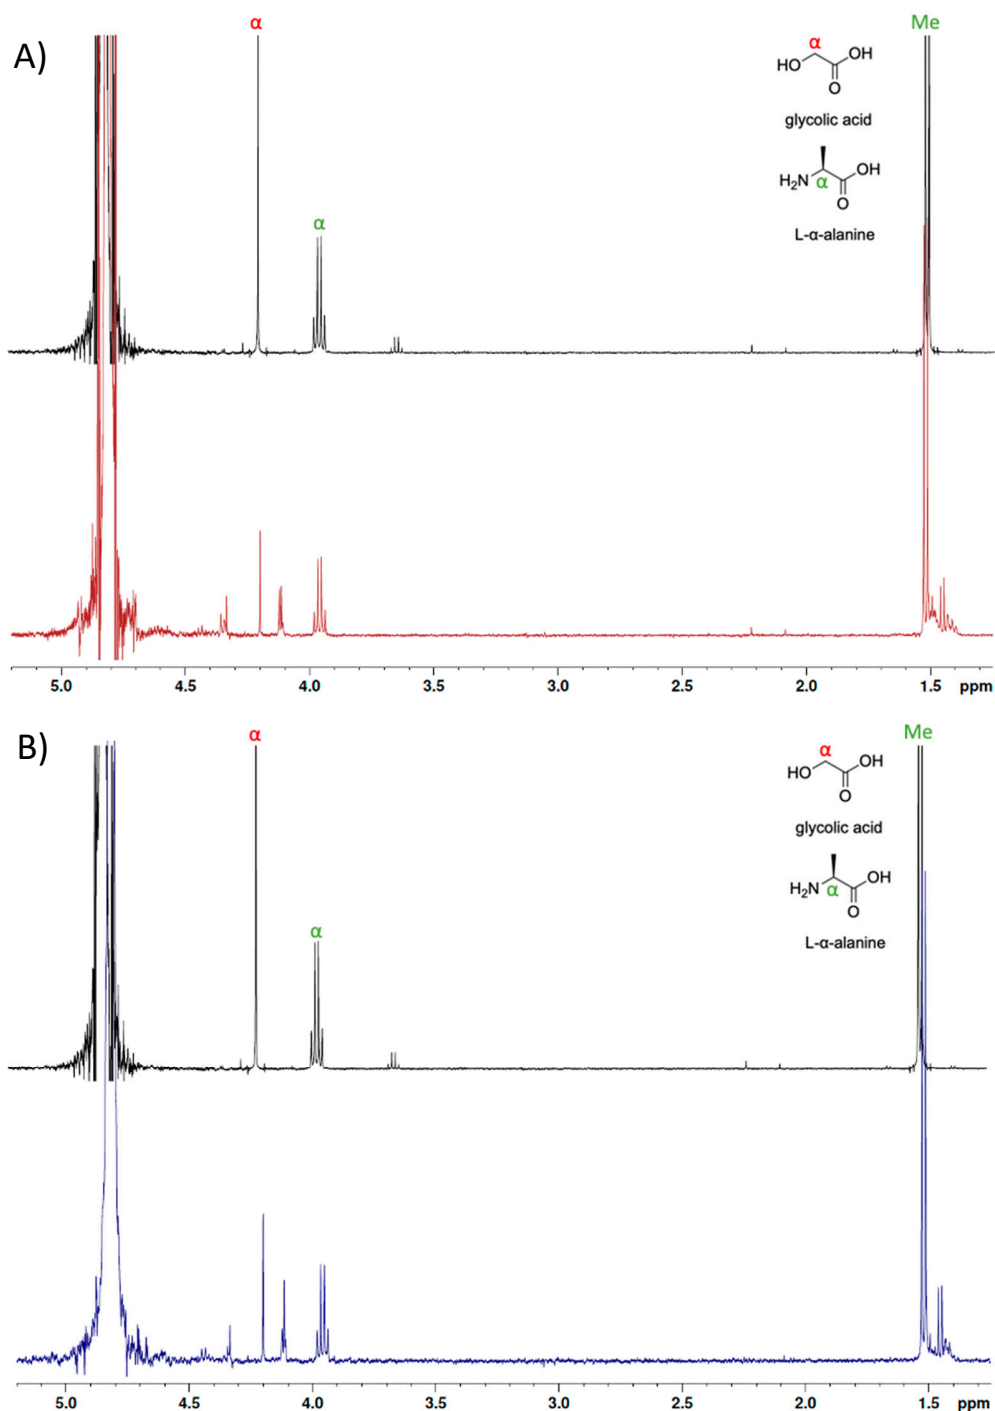 A)
α
Me
α
HO
OH
O
glycolic acid
α
H₂N
α
OH
O
L-α-alanine
5.0 4.5 4.0 3.5 3.0 2.5 2.0 1.5 ppm
B)
α
Me
α
HO
OH
O
glycolic acid
α
H₂N
α
OH
O
L-α-alanine
5.0 4.5 4.0 3.5 3.0 2.5 2.0 1.5 ppm